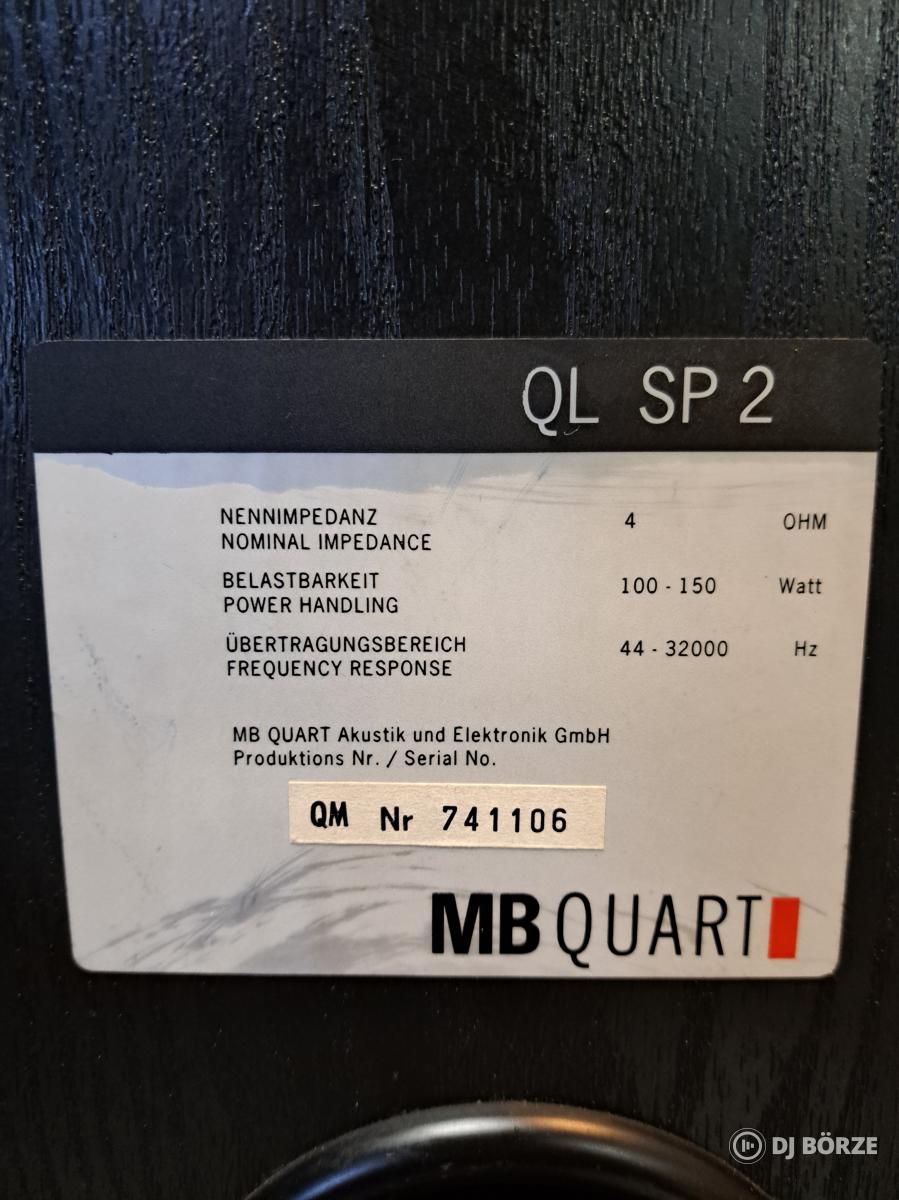 QL SP 2
NENNIMPEDANZ
NOMINAL IMPEDANCE 4 OHM
BELASTBARKEIT
POWER HANDLING 100 - 150 Watt
ÜBERTRAGUNGSBEREICH
FREQUENCY RESPONSE 44 - 32000 Hz
MB QUART Akustik und Elektronik GmbH
Produktions Nr. / Serial No.
QM Nr 741106
MB QUART
DJ BÖRZE